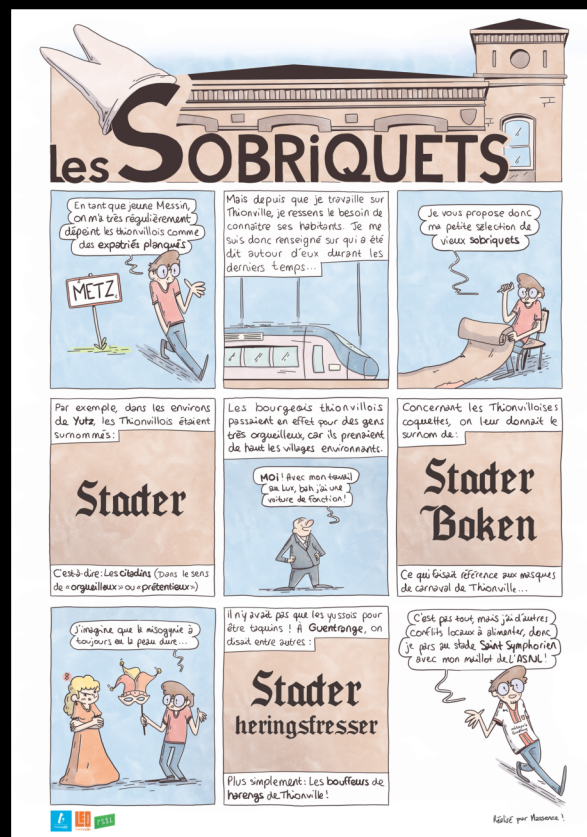 les SOBRiQUETS
En tant que jeune Messin,
on m'a très régulièrement
dépeint les thionvillois comme
des expatriés planqués
METZ
Mais depuis que je travaille sur
Thionville, je ressens le besoin de
connaître ses habitants. Je me
suis donc renseigné sur qui a été
dit autour d'eux durant les
derniers temps...
Je vous propose donc
ma petite sélection de
vieux sobriquets
Par exemple, dans les environs
de Yutz, les Thionvillois étaient
surnommés:
Stader
C'est-à-dire: Les citadins (Dans le sens
de «orgueilleux» ou «prétentieux»)
Les bourgeois thionvillois
passaient en effet pour des gens
très orgueilleux, car ils prenaient
de haut les villages environnants.
MOI! Avec mon travail
au Lux, bah j'ai une
voiture de fonction!
Concernant les Thionvilloises
coquettes, on leur donnait le
surnom de:
Stader
Boken
Ce qui faisait référence aux masques
de carnaval de Thionville...
J'imagine que la misogynie a
toujours eu la peau dure...
Il n'y avait pas que les yussois pour
être taquins! À Guentrange, on
disait entre autres:
Stader
heringsfresser
Plus simplement: Les bouffeurs de
harengs de Thionville!
C'est pas tout, mais j'ai d'autres
conflits locaux à alimenter, donc
je pars au stade Saint Symphorien
avec mon maillot de L'ASNL!
LEO
Réalisé par Maxence!